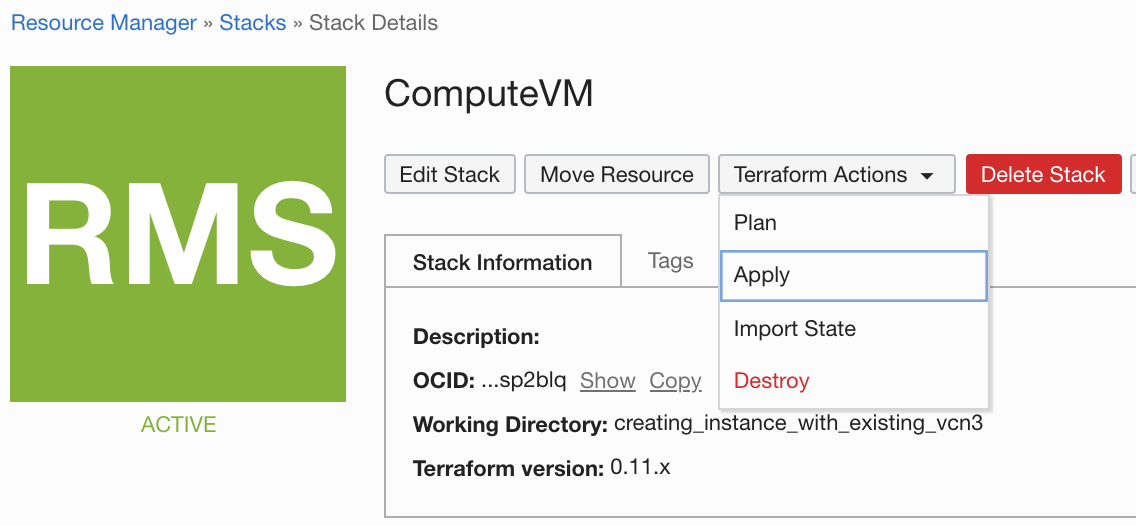 Resource Manager » Stacks » Stack Details
RMS
ACTIVE
ComputeVM
Edit Stack
Move Resource
Terraform Actions
Delete Stack
Plan
Apply
Import State
Destroy
Stack Information
Tags
Description:
OCID: ...sp2blq Show Copy
Working Directory: creating_instance_with_existing_vcn3
Terraform version: 0.11.x